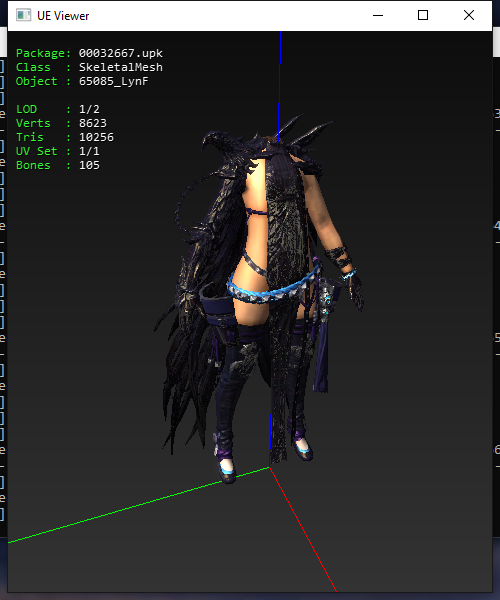 UE Viewer
Package: 00032667.upk
Class  : SkeletalMesh
Object : 65085_LynF
LOD    : 1/2
Verts  : 8623
Tris   : 10256
UV Set : 1/1
Bones  : 105